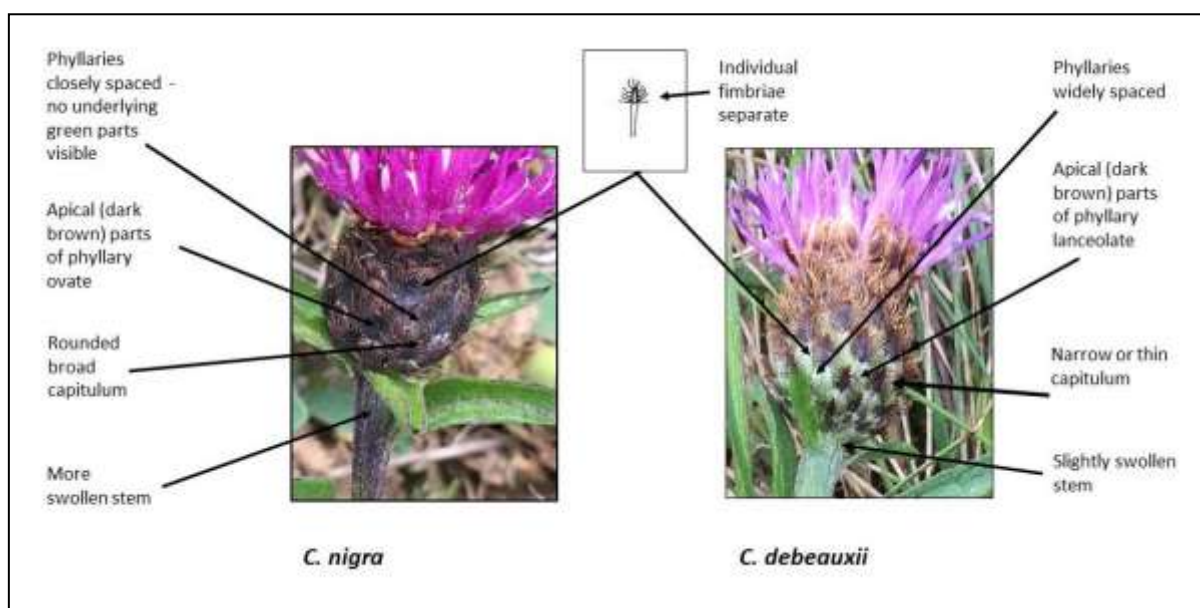 Phyllaries
closely spaced -
no underlying
green parts
visible
Apical (dark
brown) parts
of phyllary
ovate
Rounded
broad
capitulum
More
swollen stem
C. nigra
Individual
fimbriae
separate
Phyllaries
widely spaced
Apical (dark
brown) parts
of phyllary
lanceolate
Narrow or thin
capitulum
Slightly swollen
stem
C. debeauxii